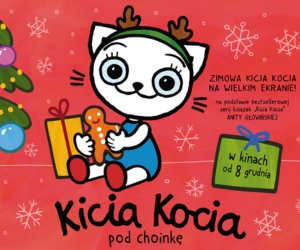 ZIMOWA KICIA KOCIA
NA WIELKIM EKRANIE!
na podstawie bestsellerowej
serii książek „Kicia Kocia”
ANITY GŁOWIŃSKIEJ
w kinach
od 8 grudnia
Kicia Kocia
pod choinkę